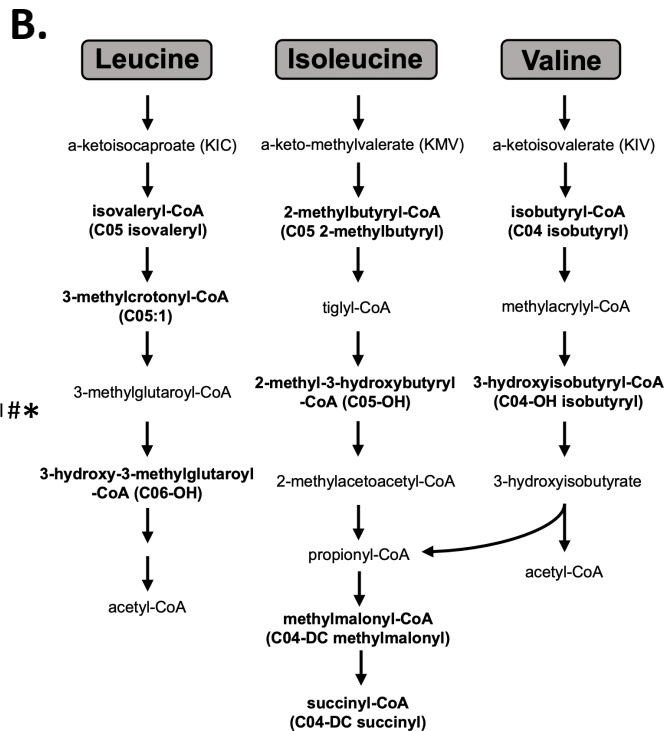 B.
Leucine
Isoleucine
Valine
a-ketoisocaproate (KIC)
a-keto-methylvalerate (KMV)
a-ketoisovalerate (KIV)
isovaleryl-CoA
(C05 isovaleryl)
2-methylbutyryl-CoA
(C05 2-methylbutyryl)
isobutyryl-CoA
(C04 isobutyryl)
3-methylcrotonyl-CoA
(C05:1)
tiglyl-CoA
methylacrylyl-CoA
3-methylglutaroyl-CoA
2-methyl-3-hydroxybutyryl
-CoA (C05-OH)
3-hydroxyisobutyryl-CoA
(C04-OH isobutyryl)
l #*
3-hydroxy-3-methylglutaroyl
-CoA (C06-OH)
2-methylacetoacetyl-CoA
3-hydroxyisobutyrate
propionyl-CoA
acetyl-CoA
acetyl-CoA
methylmalonyl-CoA
(C04-DC methylmalonyl)
succinyl-CoA
(C04-DC succinyl)